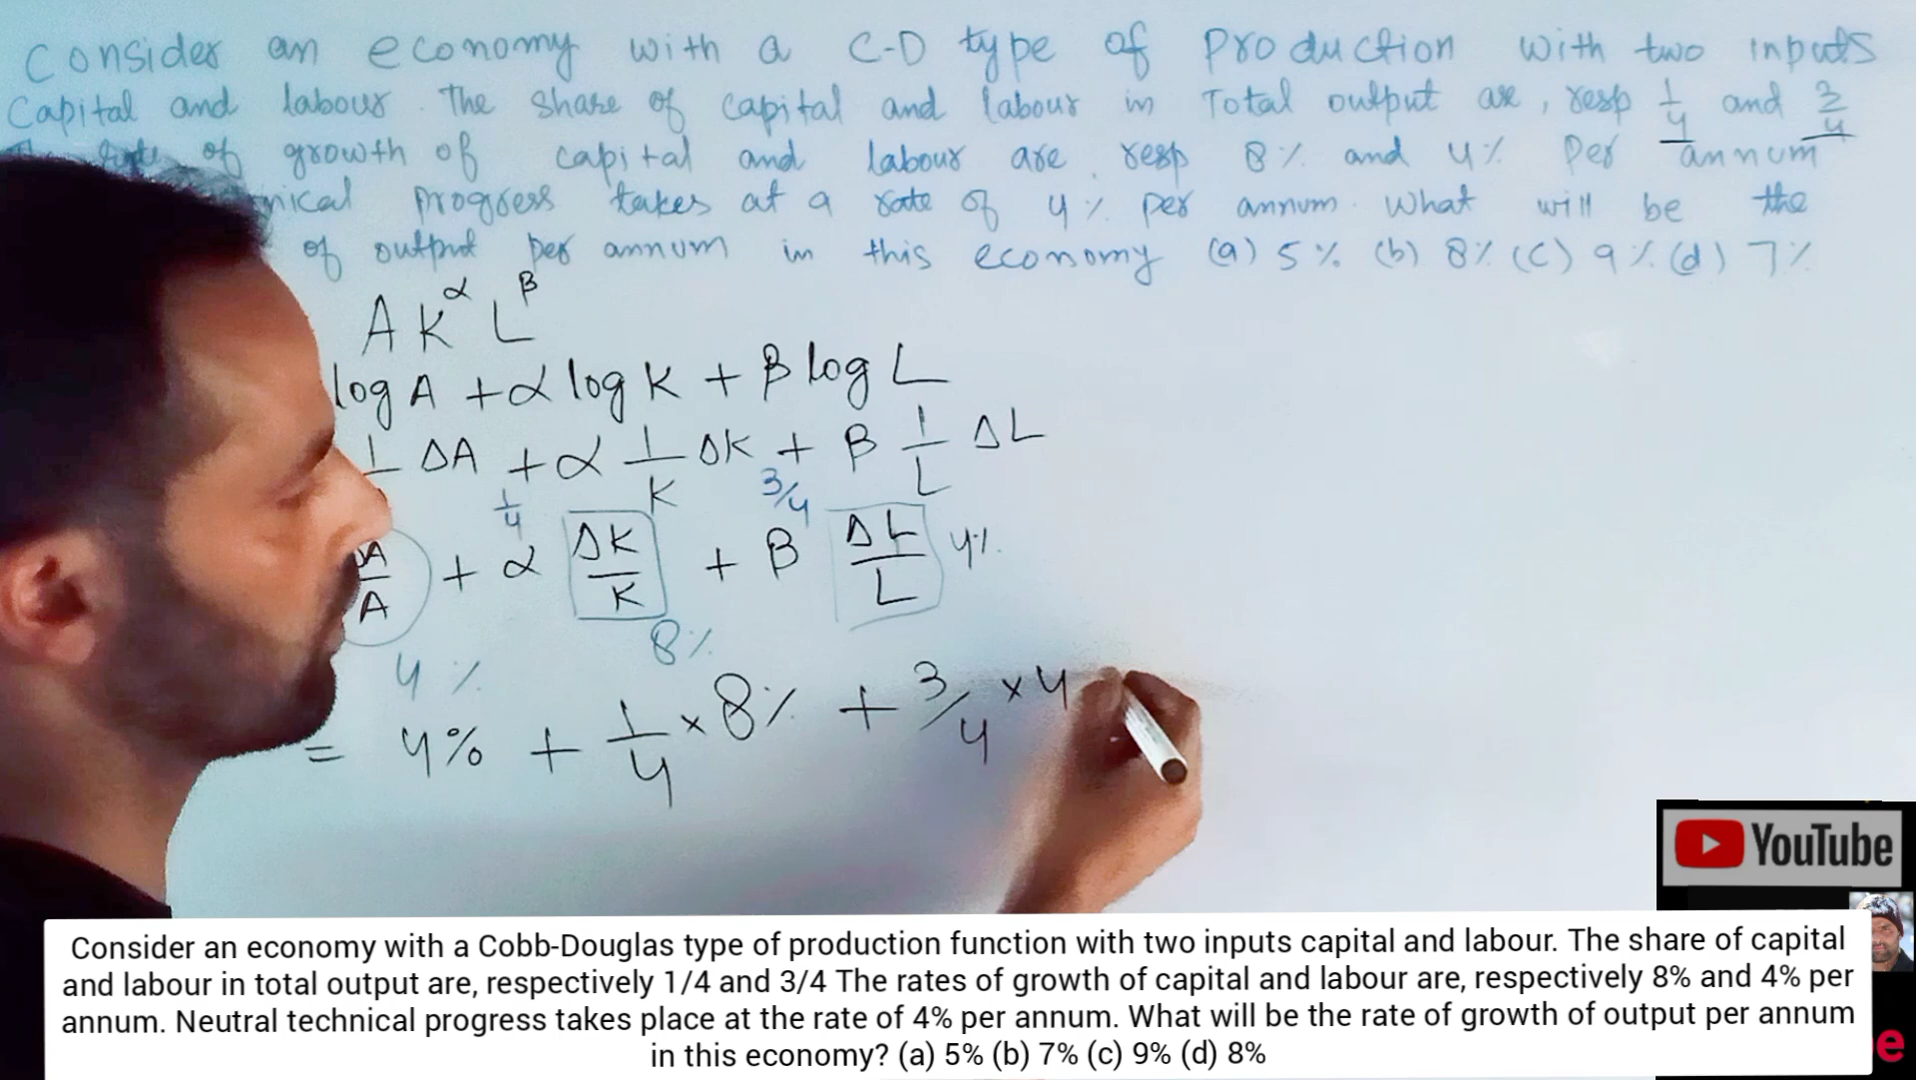 Consider an economy with a C-D type of Production with two inputs
Capital and labour. The share of capital and labour in Total output are, resp 1/4 and 3/4
of growth of capital and labour are resp 8% and 4% per annum
progress takes at a rate of 4% per annum. What will be the
of output per annum in this economy (a) 5% (b) 8% (c) 9% (d) 7%
A K^α L^β
log A + α log K + β log L
ΔA + α 1/K ΔK + β 1/L ΔL
1/4 3/4
ΔA/A + α ΔK/K + β ΔL/L 4%
4% 8%
= 4% + 1/4 × 8% + 3/4 × 4
YouTube
Consider an economy with a Cobb-Douglas type of production function with two inputs capital and labour. The share of capital
and labour in total output are, respectively 1/4 and 3/4 The rates of growth of capital and labour are, respectively 8% and 4% per
annum. Neutral technical progress takes place at the rate of 4% per annum. What will be the rate of growth of output per annum
in this economy? (a) 5% (b) 7% (c) 9% (d) 8%